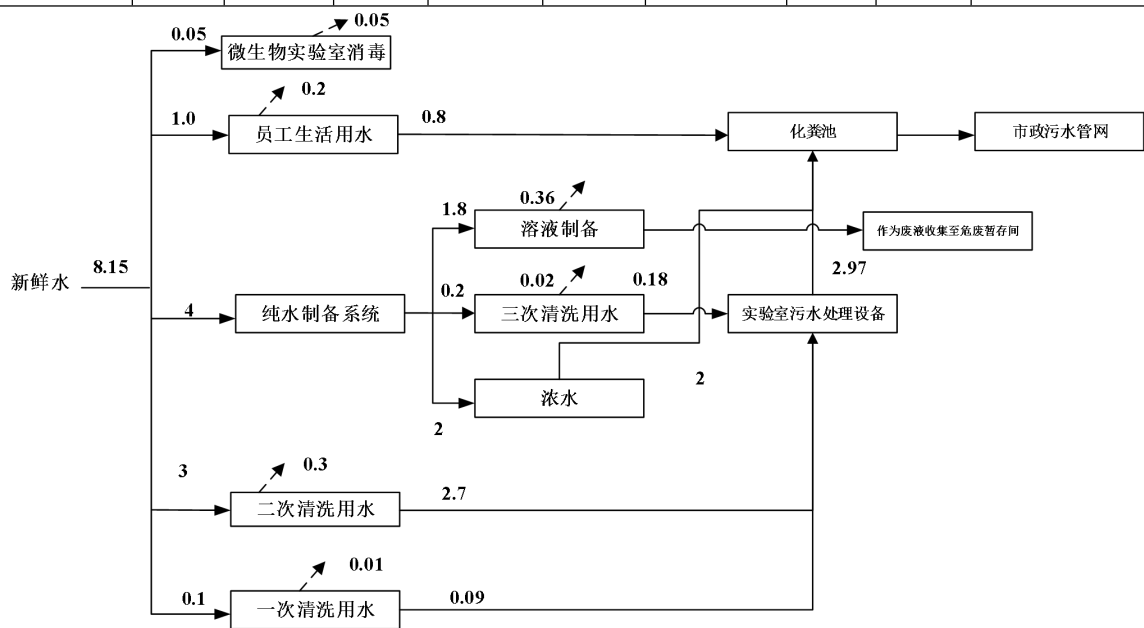 0.05
0.05
微生物实验室消毒
0.2
1.0
员工生活用水
0.8
化粪池
市政污水管网
1.8
0.36
溶液制备
作为废液收集至危废暂存间
新鲜水
8.15
4
纯水制备系统
0.2
0.02
三次清洗用水
0.18
2.97
实验室污水处理设备
2
浓水
2
3
0.3
二次清洗用水
2.7
0.01
0.1
一次清洗用水
0.09